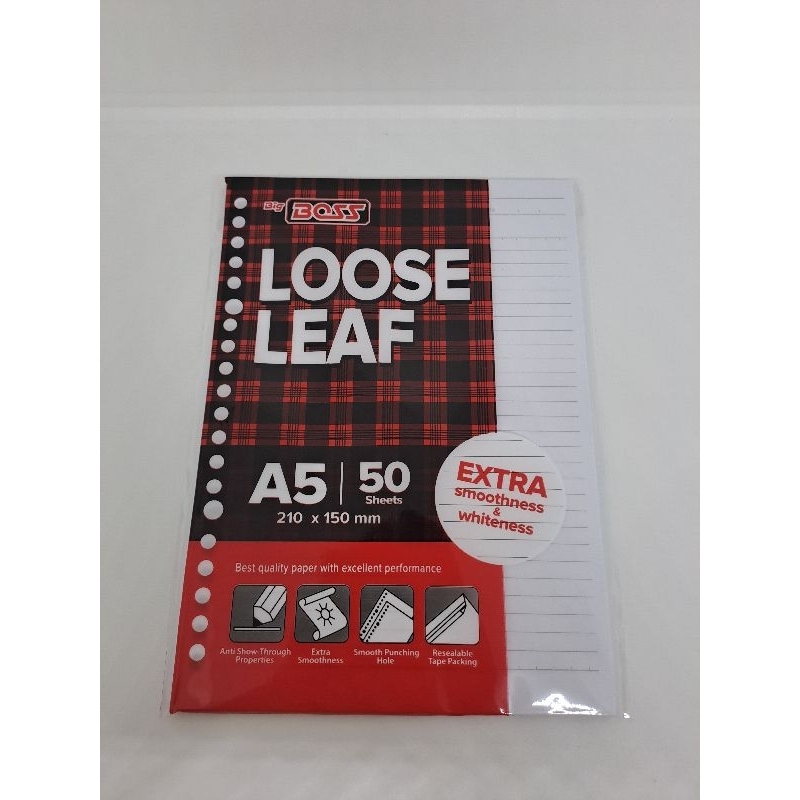 Big BOSS
LOOSE
LEAF
A5 | 50
Sheets
210 x 150 mm
EXTRA
smoothness
&
whiteness
Best quality paper with excellent performance
Anti Show-Through
Properties
Extra
Smoothness
Smooth Punching
Hole
Resealable
Tape Packing